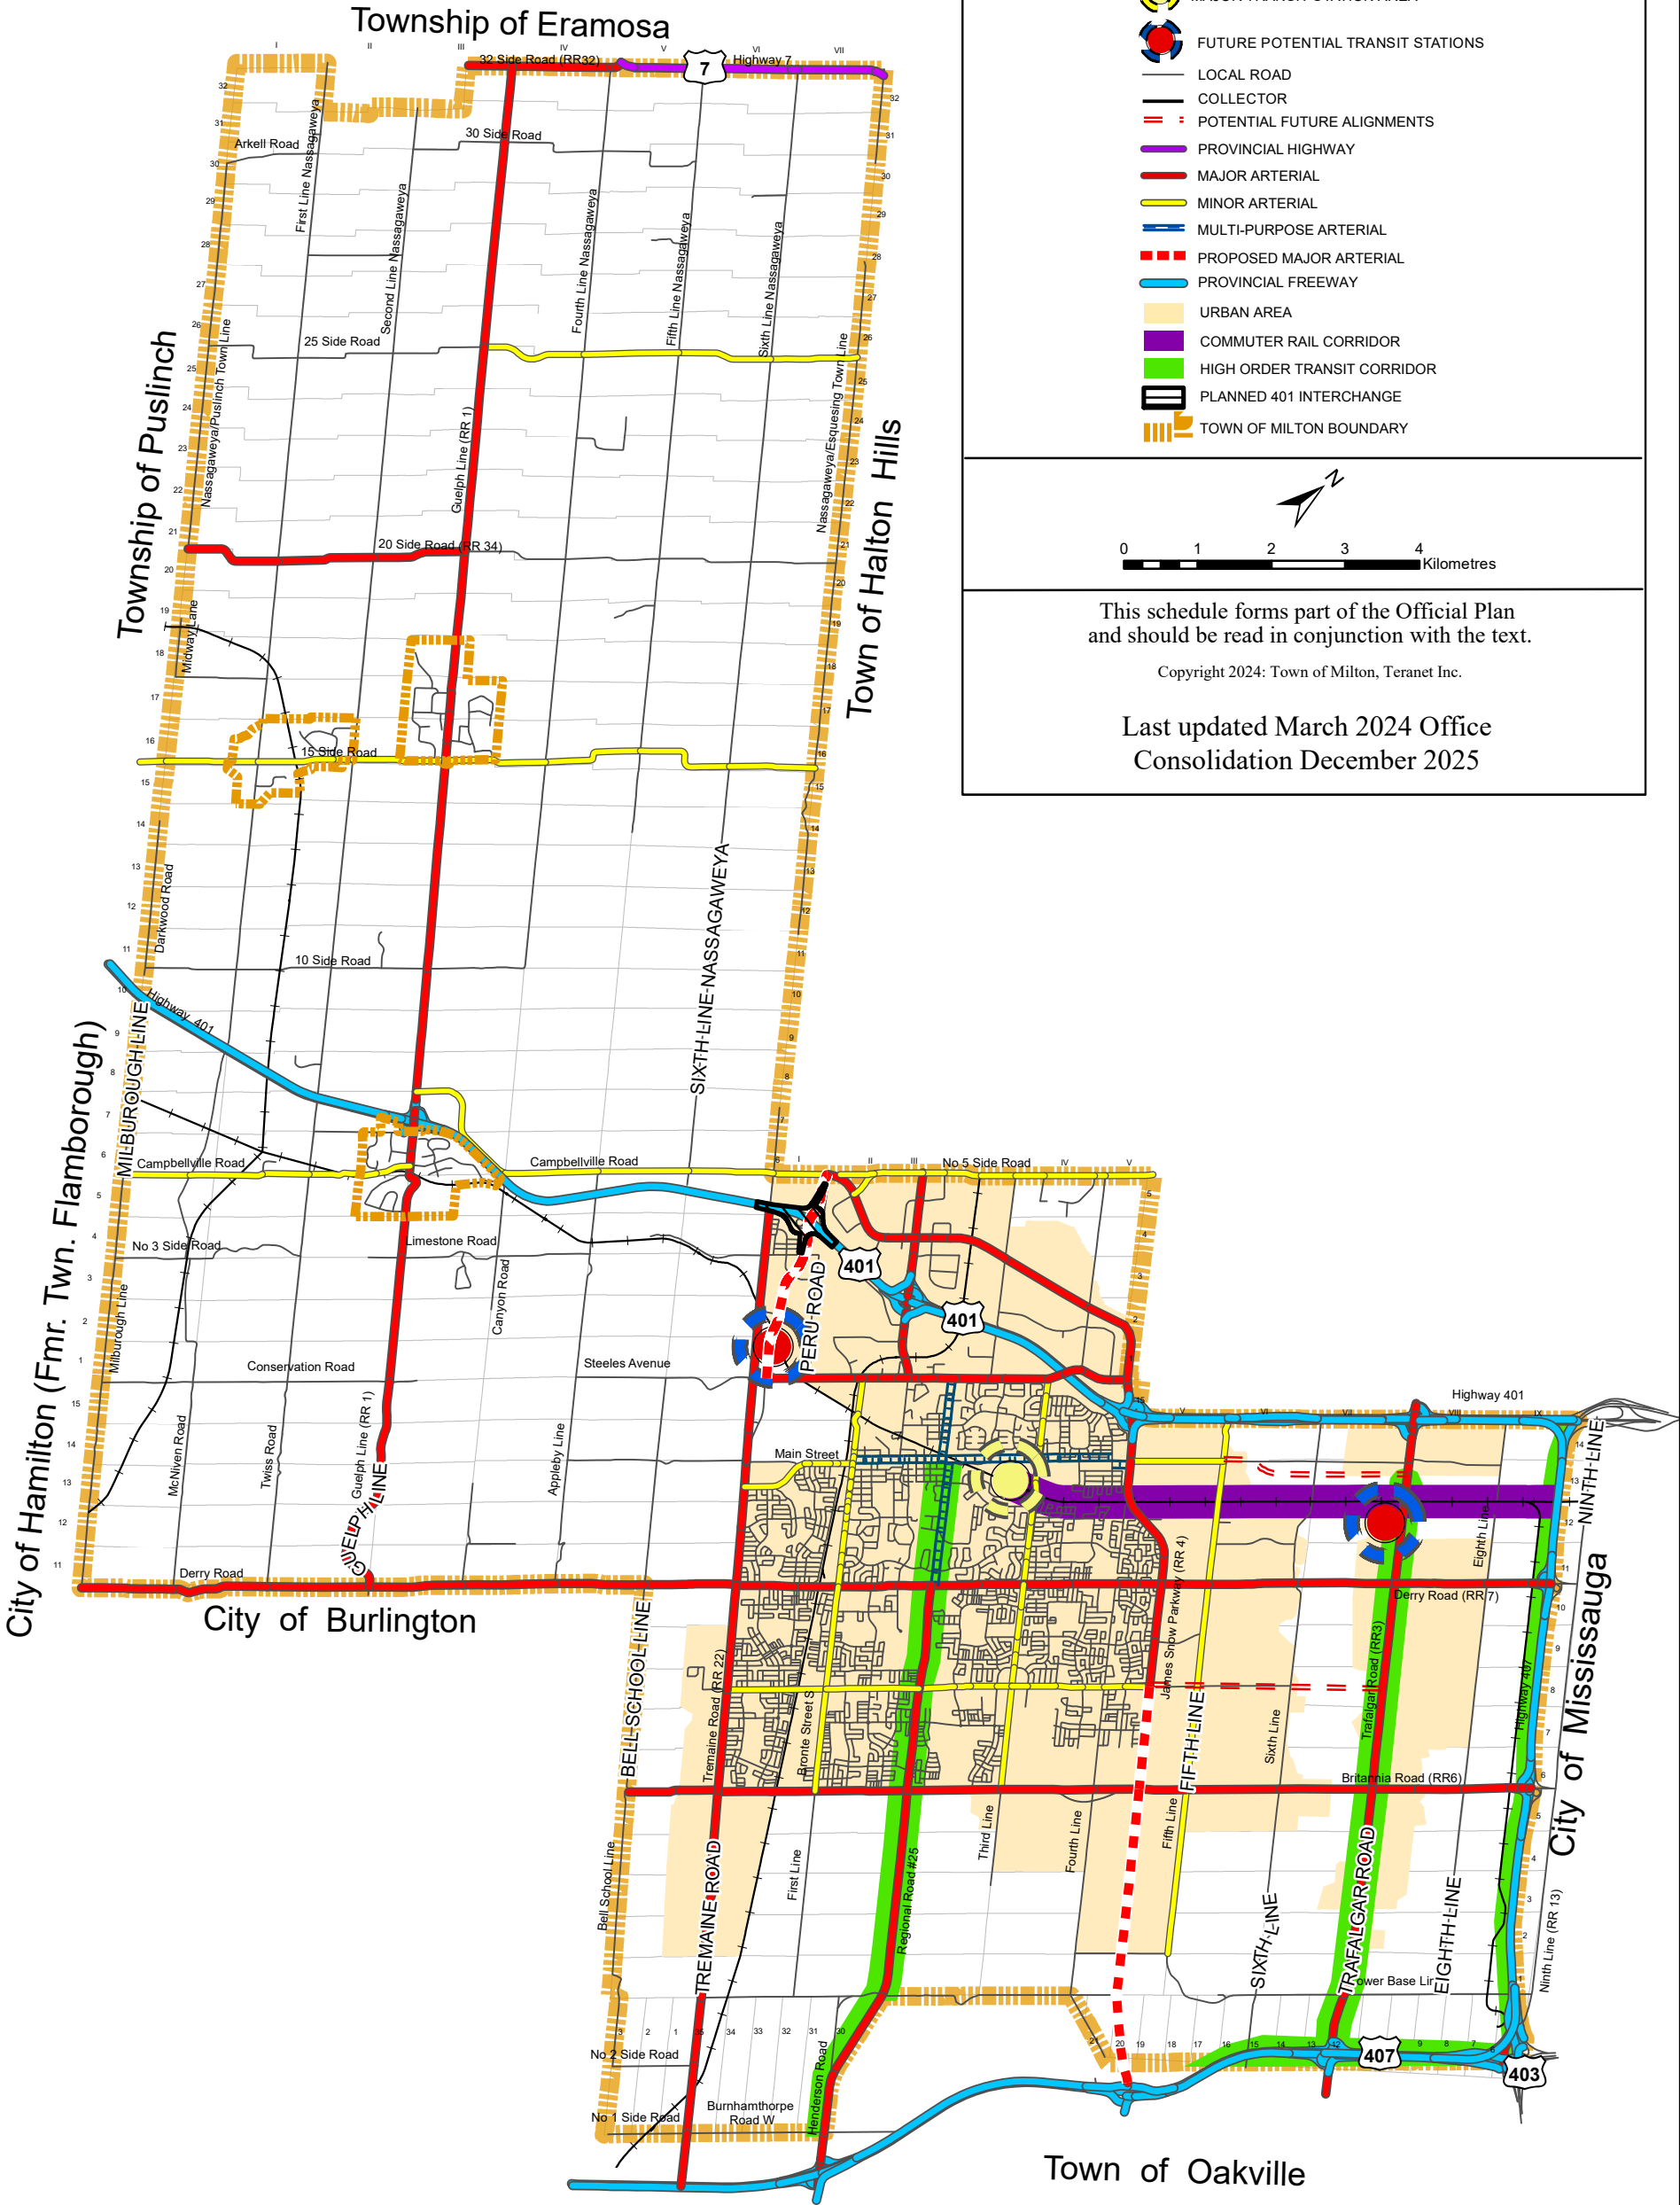 Township of Eramosa
I
II
III
IV
V
VI
VII
32 Side Road (RR32)
7
Highway 7
FUTURE POTENTIAL TRANSIT STATIONS
LOCAL ROAD
COLLECTOR
POTENTIAL FUTURE ALIGNMENTS
PROVINCIAL HIGHWAY
MAJOR ARTERIAL
MINOR ARTERIAL
MULTI-PURPOSE ARTERIAL
PROPOSED MAJOR ARTERIAL
PROVINCIAL FREEWAY
URBAN AREA
COMMUTER RAIL CORRIDOR
HIGH ORDER TRANSIT CORRIDOR
PLANNED 401 INTERCHANGE
TOWN OF MILTON BOUNDARY
N
0 1 2 3 4
Kilometres
This schedule forms part of the Official Plan
and should be read in conjunction with the text.
Copyright 2024: Town of Milton, Teranet Inc.
Last updated March 2024 Office
Consolidation December 2025
Arkell Road
30 Side Road
First Line Nassagaweya
Second Line Nassagaweya
Fourth Line Nassagaweya
Fifth Line Nassagaweya
Sixth Line Nassagaweya
25 Side Road
Nassagaweya/Puslinch Town Line
Nassagaweya/Esquesing Town Line
Township of Puslinch
Town of Halton Hills
Guelph Line (RR 1)
20 Side Road (RR 34)
Midway Lane
15 Side Road
Darkwood Road
10 Side Road
SIXTH LINE NASSAGAWEYA
Highway 401
MILBUROUGH LINE
City of Hamilton (Fmr. Twn. Flamborough)
Campbellville Road
Campbellville Road
No 5 Side Road
No 3 Side Road
Limestone Road
Canyon Road
Milburough Line
401
401
PERU ROAD
Conservation Road
Steeles Avenue
McNiven Road
Twiss Road
Guelph Line (RR 1)
GUELPH LINE
Appleby Line
Main Street
Highway 401
NINTH LINE
Derry Road
City of Burlington
Derry Road (RR 7)
Eighth Line
James Snow Parkway (RR 4)
BELL SCHOOL LINE
Tremaine Road (RR 22)
Bronte Street S
FIFTH LINE
Sixth Line
Trafalgar Road (RR3)
Highway 407
City of Mississauga
Britannia Road (RR6)
Bell School Line
TREMAINE ROAD
First Line
Regional Road #25
Third Line
Fourth Line
Fifth Line
SIXTH LINE
TRAFALGAR ROAD
EIGHTH LINE
Ninth Line (RR 13)
No 2 Side Road
No 1 Side Road
Burnhamthorpe
Road W
Henderson Road
407
403
Town of Oakville